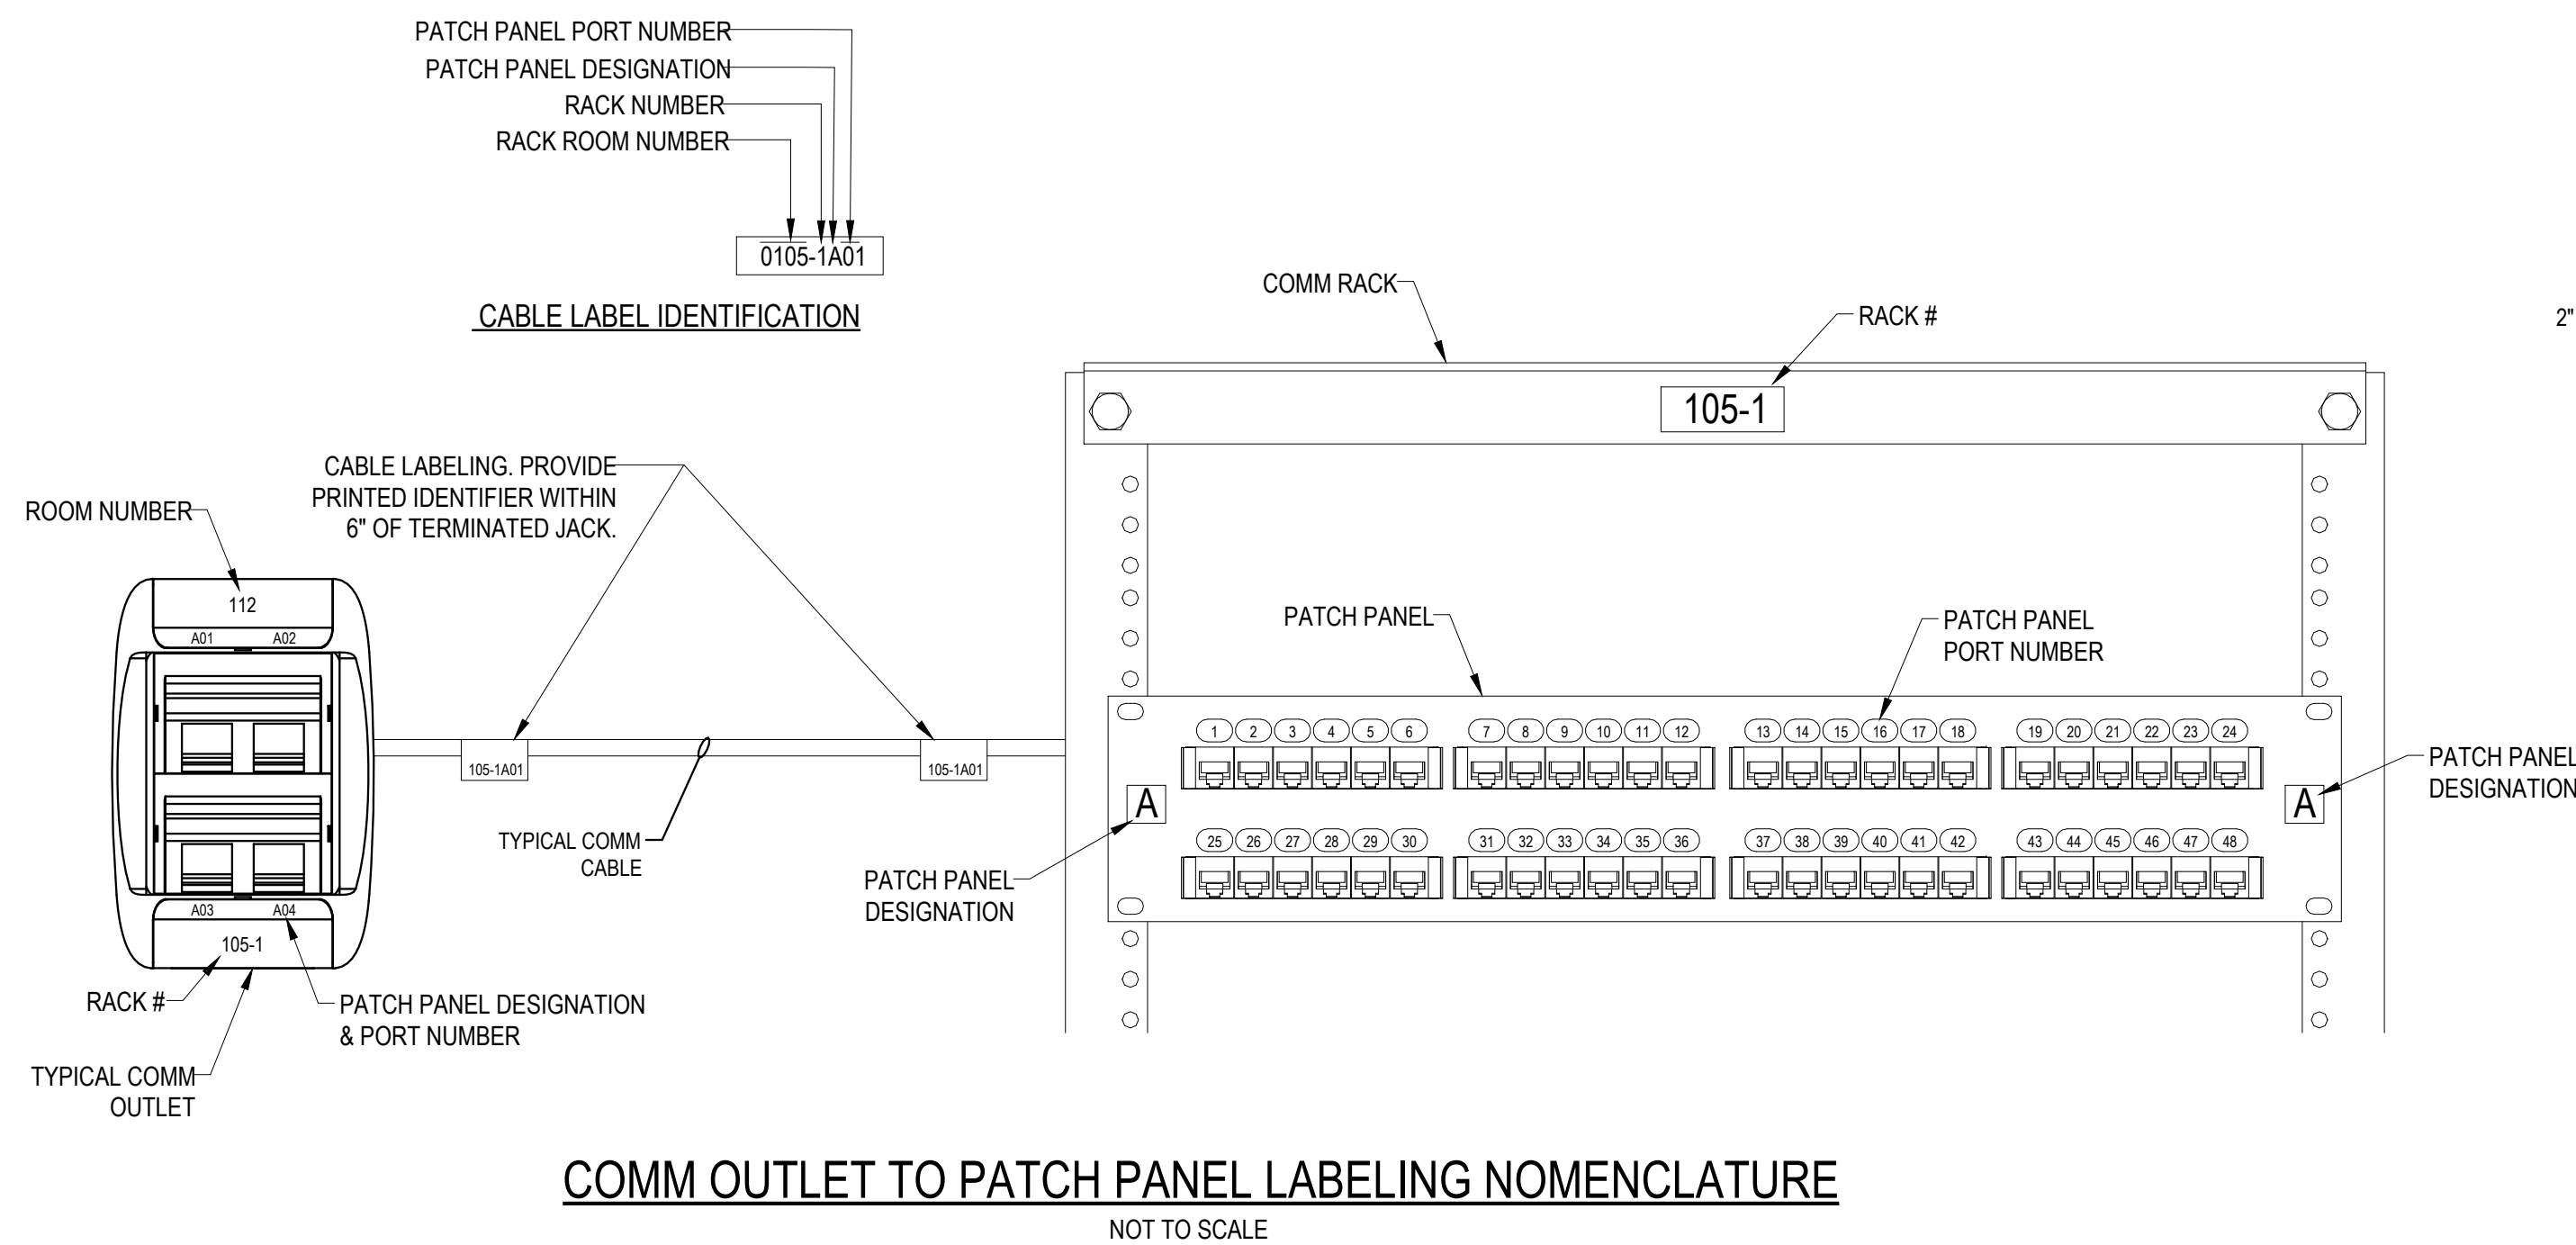 PATCH PANEL PORT NUMBER
PATCH PANEL DESIGNATION
RACK NUMBER
RACK ROOM NUMBER
0105-1A01
CABLE LABEL IDENTIFICATION
COMM RACK
RACK #
2"
105-1
CABLE LABELING. PROVIDE
PRINTED IDENTIFIER WITHIN
6" OF TERMINATED JACK.
ROOM NUMBER
112
A01 A02
PATCH PANEL
PATCH PANEL
PORT NUMBER
1 2 3 4 5 6 7 8 9 10 11 12 13 14 15 16 17 18 19 20 21 22 23 24
105-1A01
105-1A01
A
A
PATCH PANEL
DESIGNATION
TYPICAL COMM
CABLE
25 26 27 28 29 30 31 32 33 34 35 36 37 38 39 40 41 42 43 44 45 46 47 48
PATCH PANEL
DESIGNATION
A03 A04
105-1
RACK #
PATCH PANEL DESIGNATION
& PORT NUMBER
TYPICAL COMM
OUTLET
COMM OUTLET TO PATCH PANEL LABELING NOMENCLATURE
NOT TO SCALE